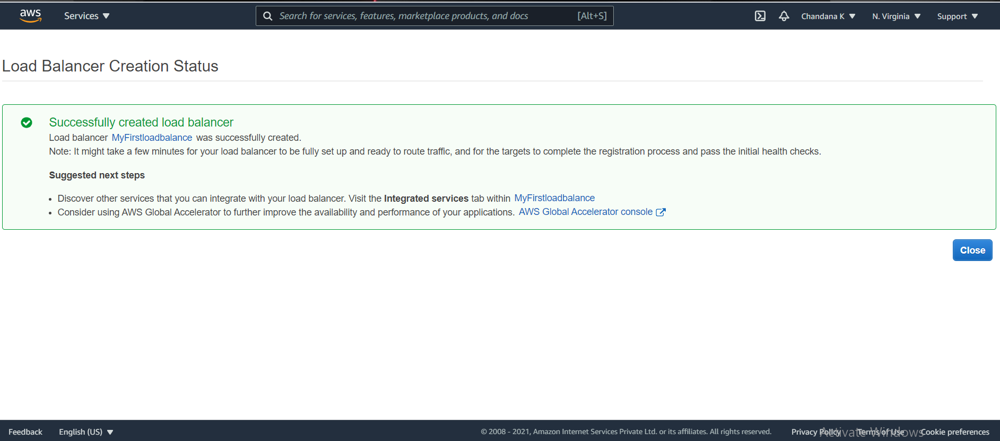 aws Services Search for services, features, marketplace products, and docs [Alt+S] Chandana K N. Virginia Support
Load Balancer Creation Status
Successfully created load balancer
Load balancer MyFirstloadbalance was successfully created.
Note: It might take a few minutes for your load balancer to be fully set up and ready to route traffic, and for the targets to complete the registration process and pass the initial health checks.
Suggested next steps
• Discover other services that you can integrate with your load balancer. Visit the Integrated services tab within MyFirstloadbalance
• Consider using AWS Global Accelerator to further improve the availability and performance of your applications. AWS Global Accelerator console
Close
Feedback English (US) © 2008 - 2021, Amazon Internet Services Private Ltd. or its affiliates. All rights reserved. Privacy Policy Terms of Use Cookie preferences
Activate Windows